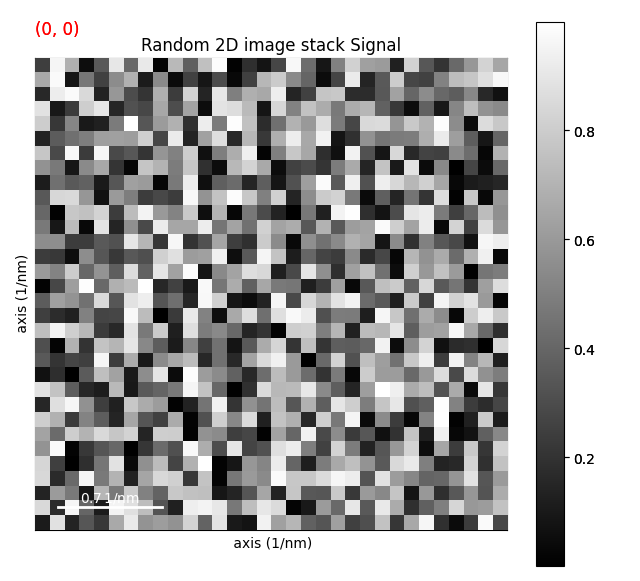 (0, 0)
Random 2D image stack Signal
axis (1/nm)
0.7 1/nm
axis (1/nm)
0.8
0.6
0.4
0.2